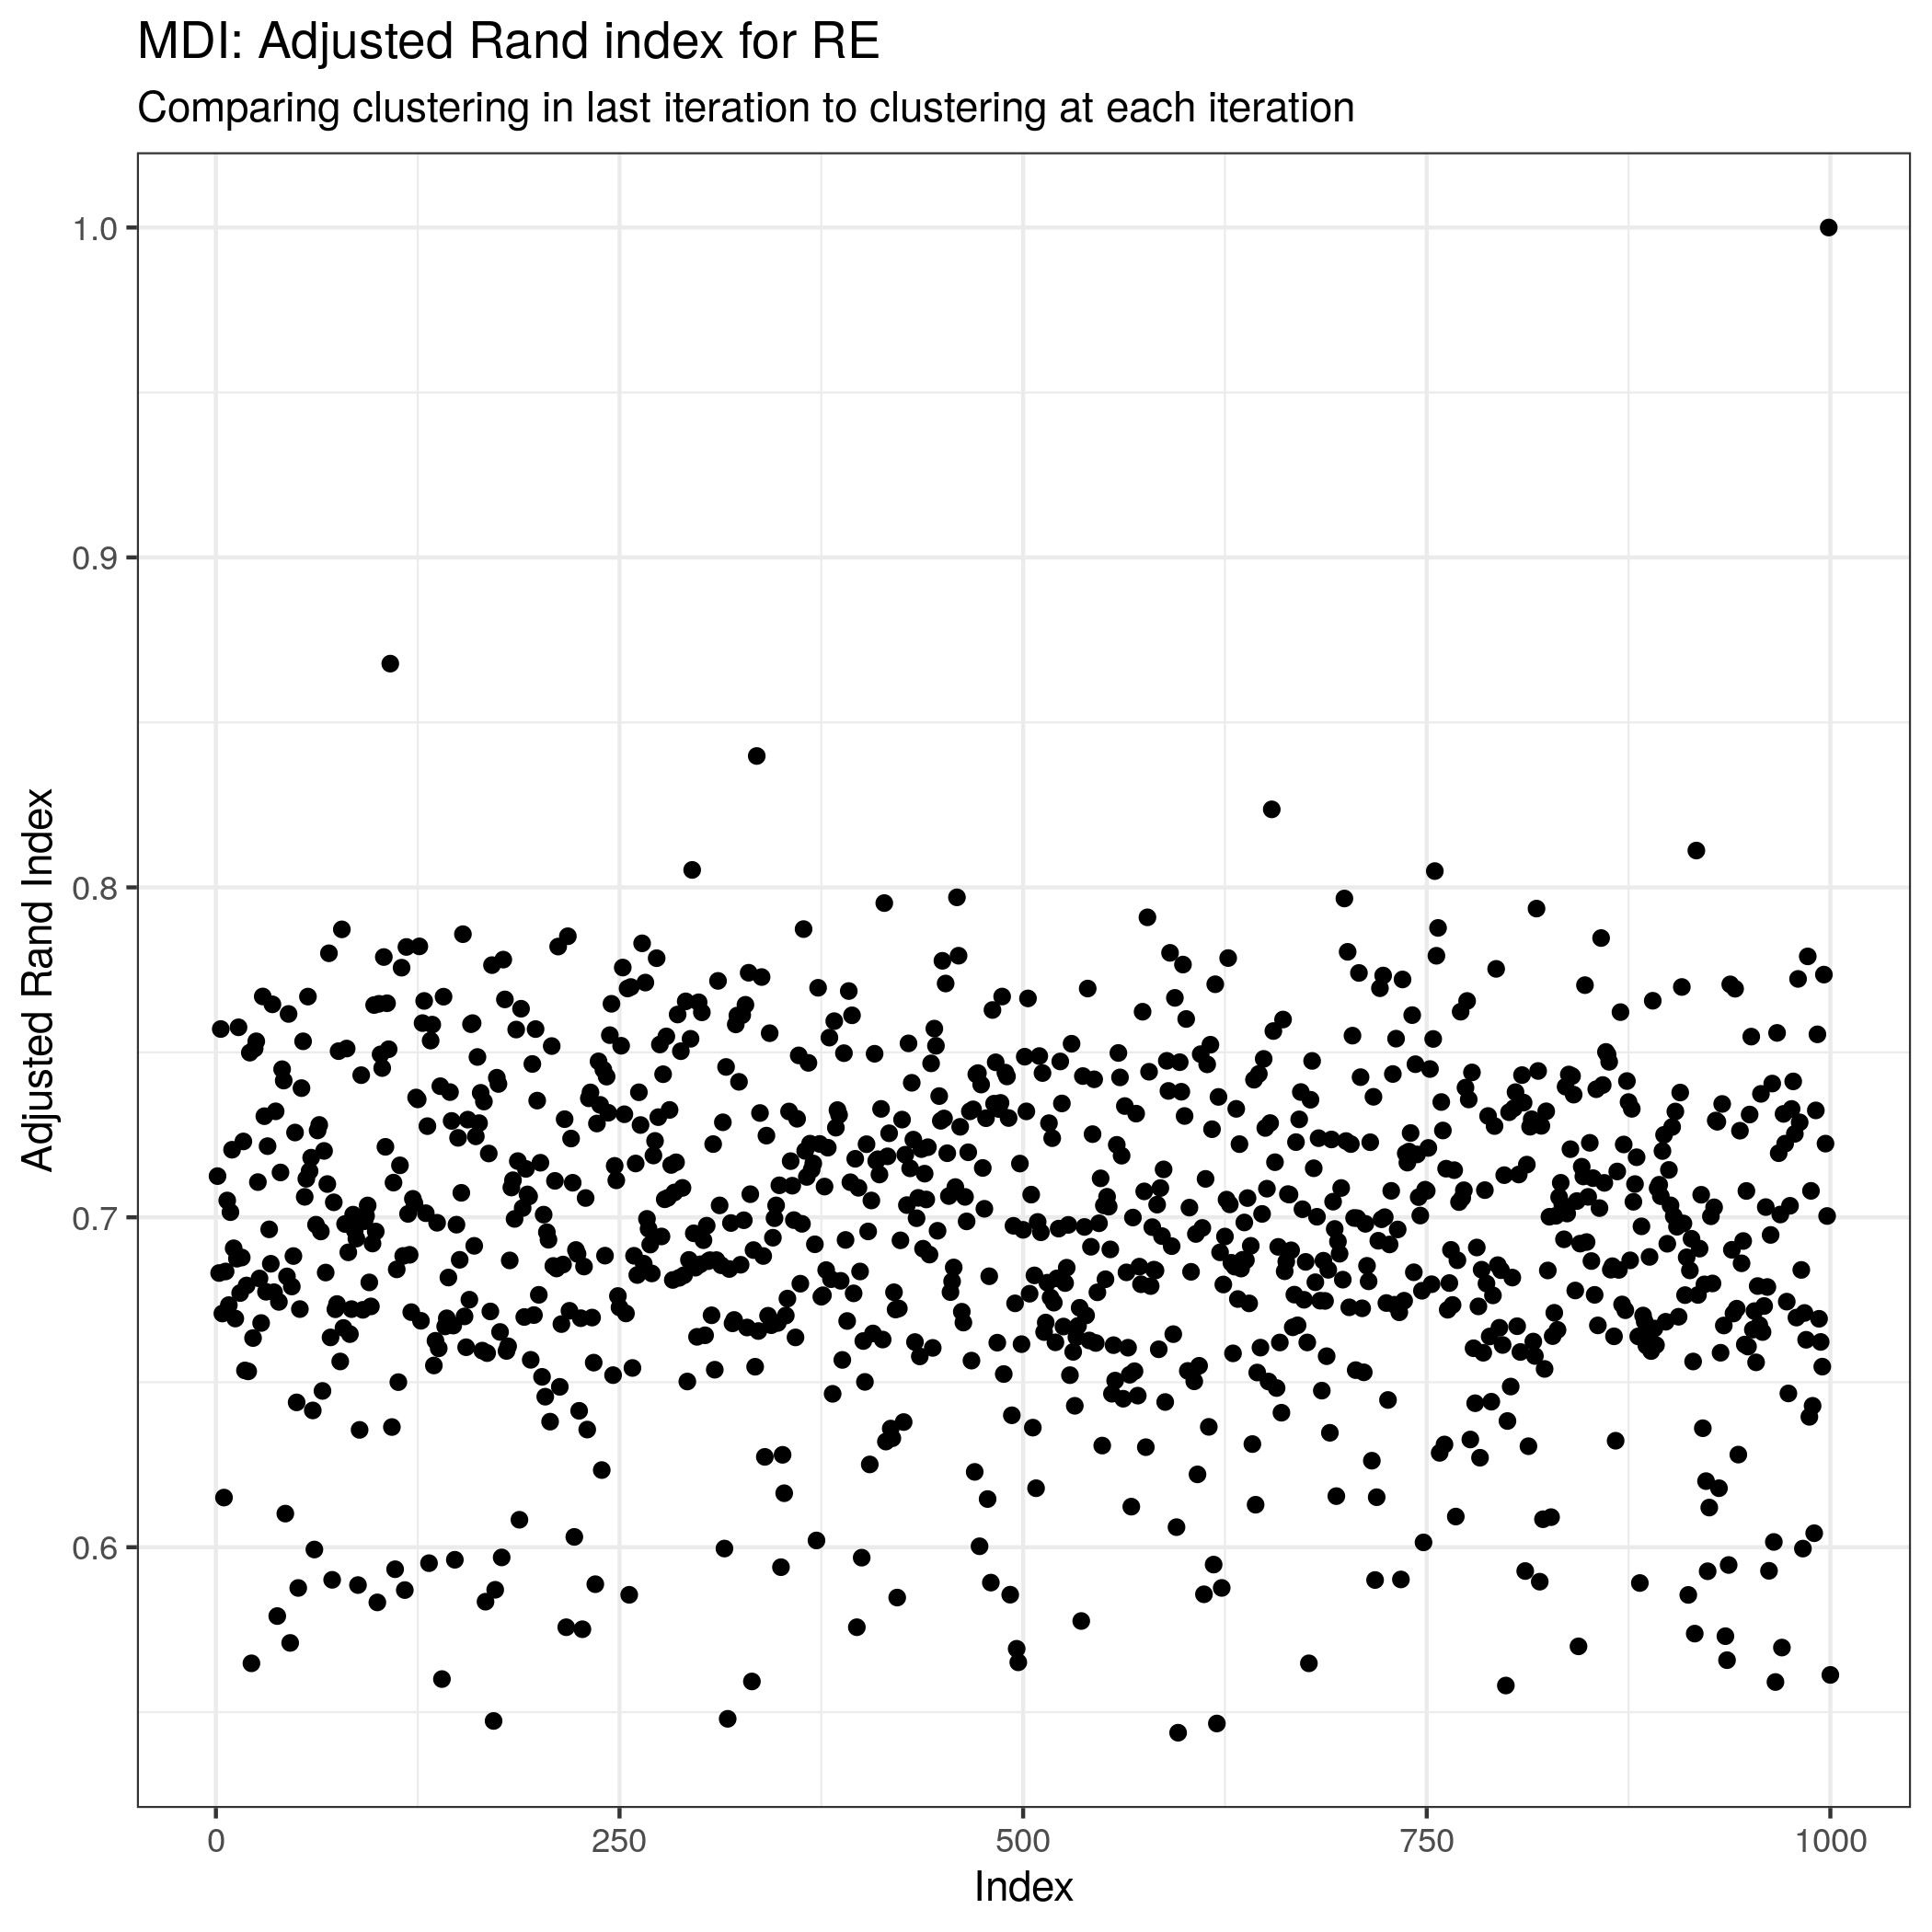 MDI: Adjusted Rand index for RE
Comparing clustering in last iteration to clustering at each iteration
Adjusted Rand Index
1.0
0.9
0.8
0.7
0.6
0
250
500
750
1000
Index